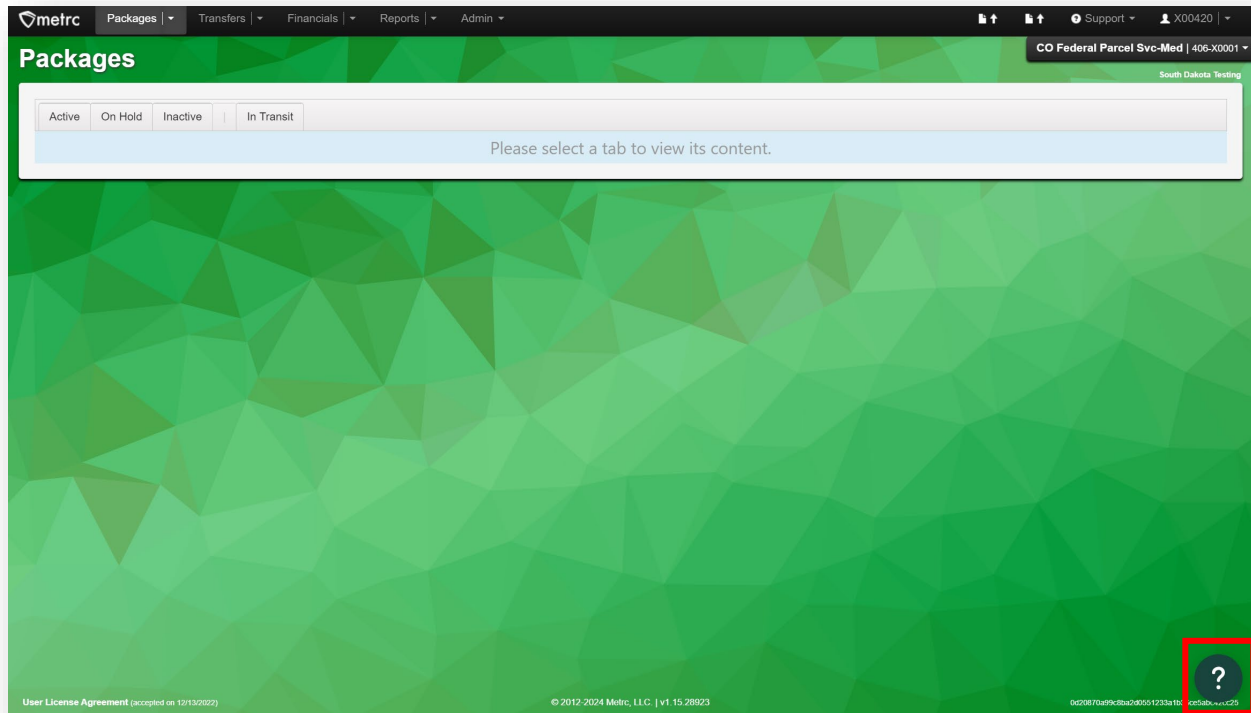 metrc Packages | Transfers | Financials | Reports | Admin Support X00420 |
Packages
CO Federal Parcel Svc-Med | 406-X0001
South Dakota Testing
Active On Hold Inactive | In Transit
Please select a tab to view its content.
?
User License Agreement (accepted on 12/13/2022) © 2012-2024 Metrc, LLC. | v1.15.28923